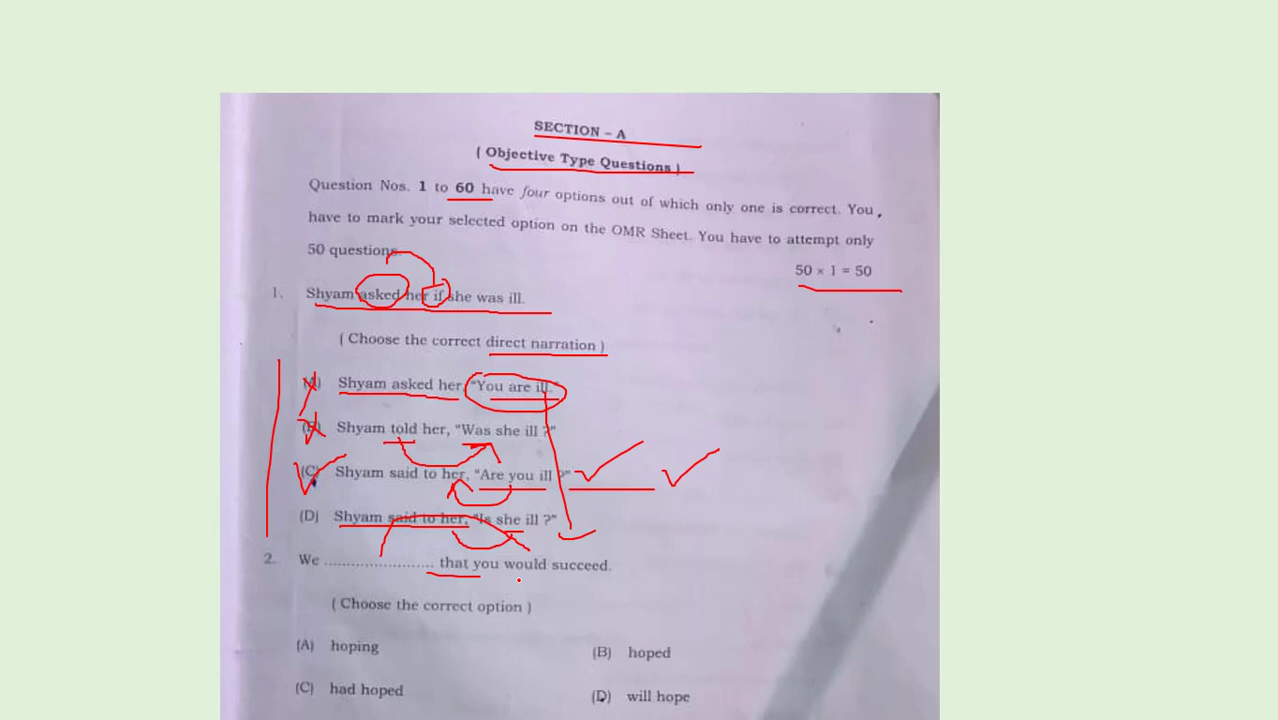 SECTION – A
( Objective Type Questions )
Question Nos. 1 to 60 have four options out of which only one is correct. You
have to mark your selected option on the OMR Sheet. You have to attempt only
50 questions.
50 × 1 = 50
1. Shyam asked her if she was ill.
( Choose the correct direct narration )
(A) Shyam asked her, "You are ill."
(B) Shyam told her, "Was she ill ?"
(C) Shyam said to her, "Are you ill ?"
(D) Shyam said to her, "Is she ill ?"
2. We ........................ that you would succeed.
( Choose the correct option )
(A) hoping (B) hoped
(C) had hoped (D) will hope